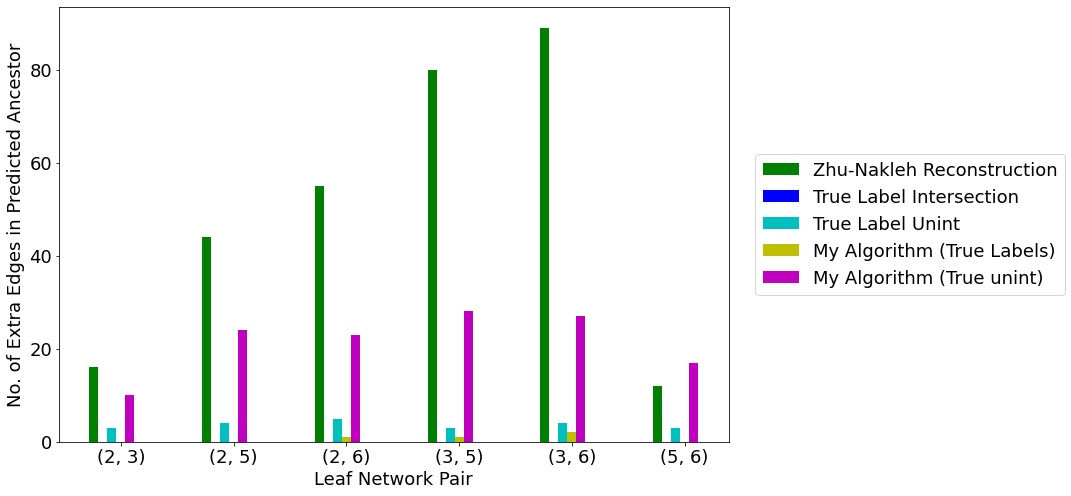 No. of Extra Edges in Predicted Ancestor
80
60
40
20
0
(2, 3) (2, 5) (2, 6) (3, 5) (3, 6) (5, 6)
Leaf Network Pair
Zhu-Nakleh Reconstruction
True Label Intersection
True Label Unint
My Algorithm (True Labels)
My Algorithm (True unint)